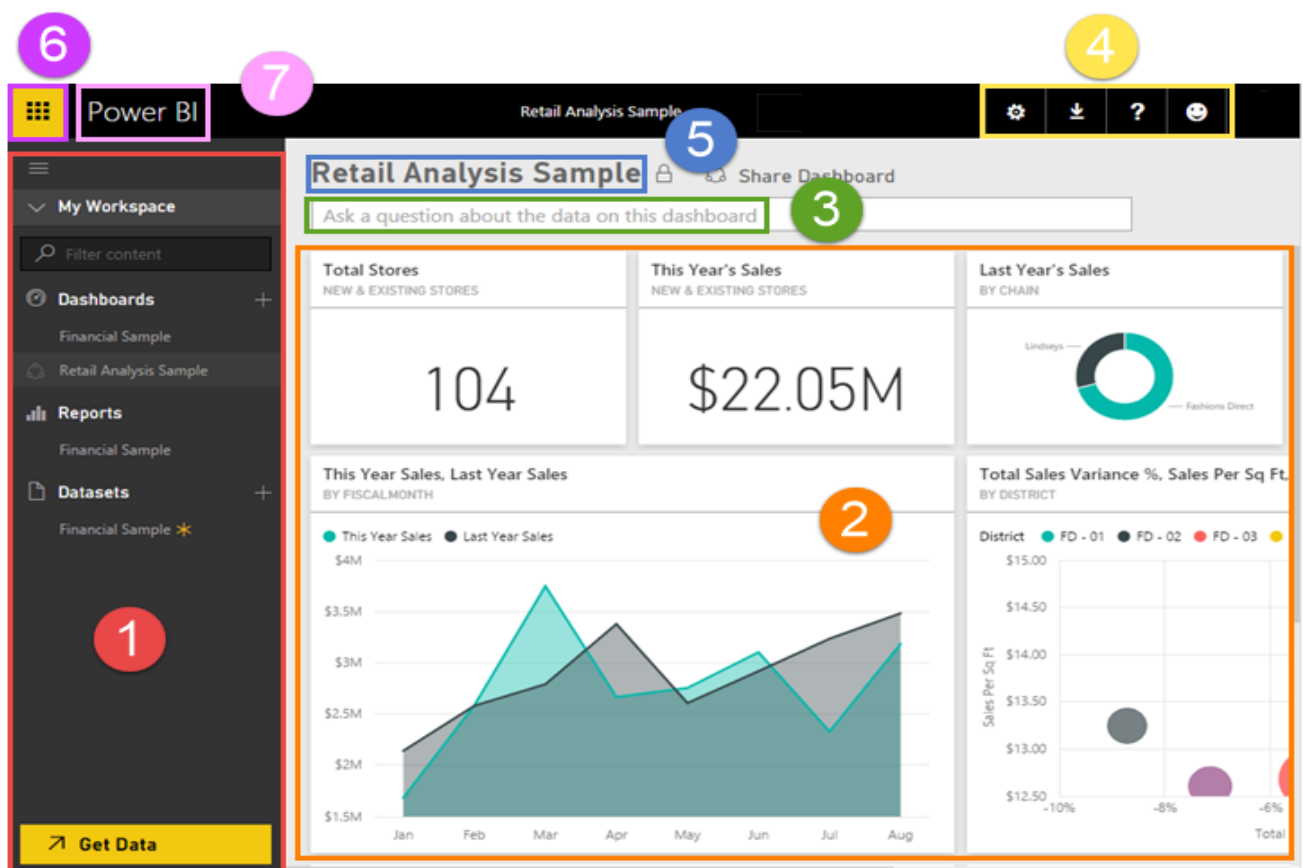 6
7
4
Power BI
Retail Analysis Sample
?
5
Retail Analysis Sample
Share Dashboard
Ask a question about the data on this dashboard
3
My Workspace
Filter content
Dashboards +
Financial Sample
Retail Analysis Sample
Reports
Financial Sample
Datasets +
Financial Sample
1
Get Data
Total Stores
NEW & EXISTING STORES
104
This Year's Sales
NEW & EXISTING STORES
$22.05M
Last Year's Sales
BY CHAIN
Lindseys
Fashions Direct
This Year Sales, Last Year Sales
BY FISCALMONTH
2
This Year Sales Last Year Sales
$4M
$3.5M
$3M
$2.5M
$2M
$1.5M
Jan Feb Mar Apr May Jun Jul Aug
Total Sales Variance %, Sales Per Sq Ft,
BY DISTRICT
District FD - 01 FD - 02 FD - 03
Sales Per Sq Ft
$15.00
$14.50
$14.00
$13.50
$13.00
$12.50
-10% -8% -6%
Total